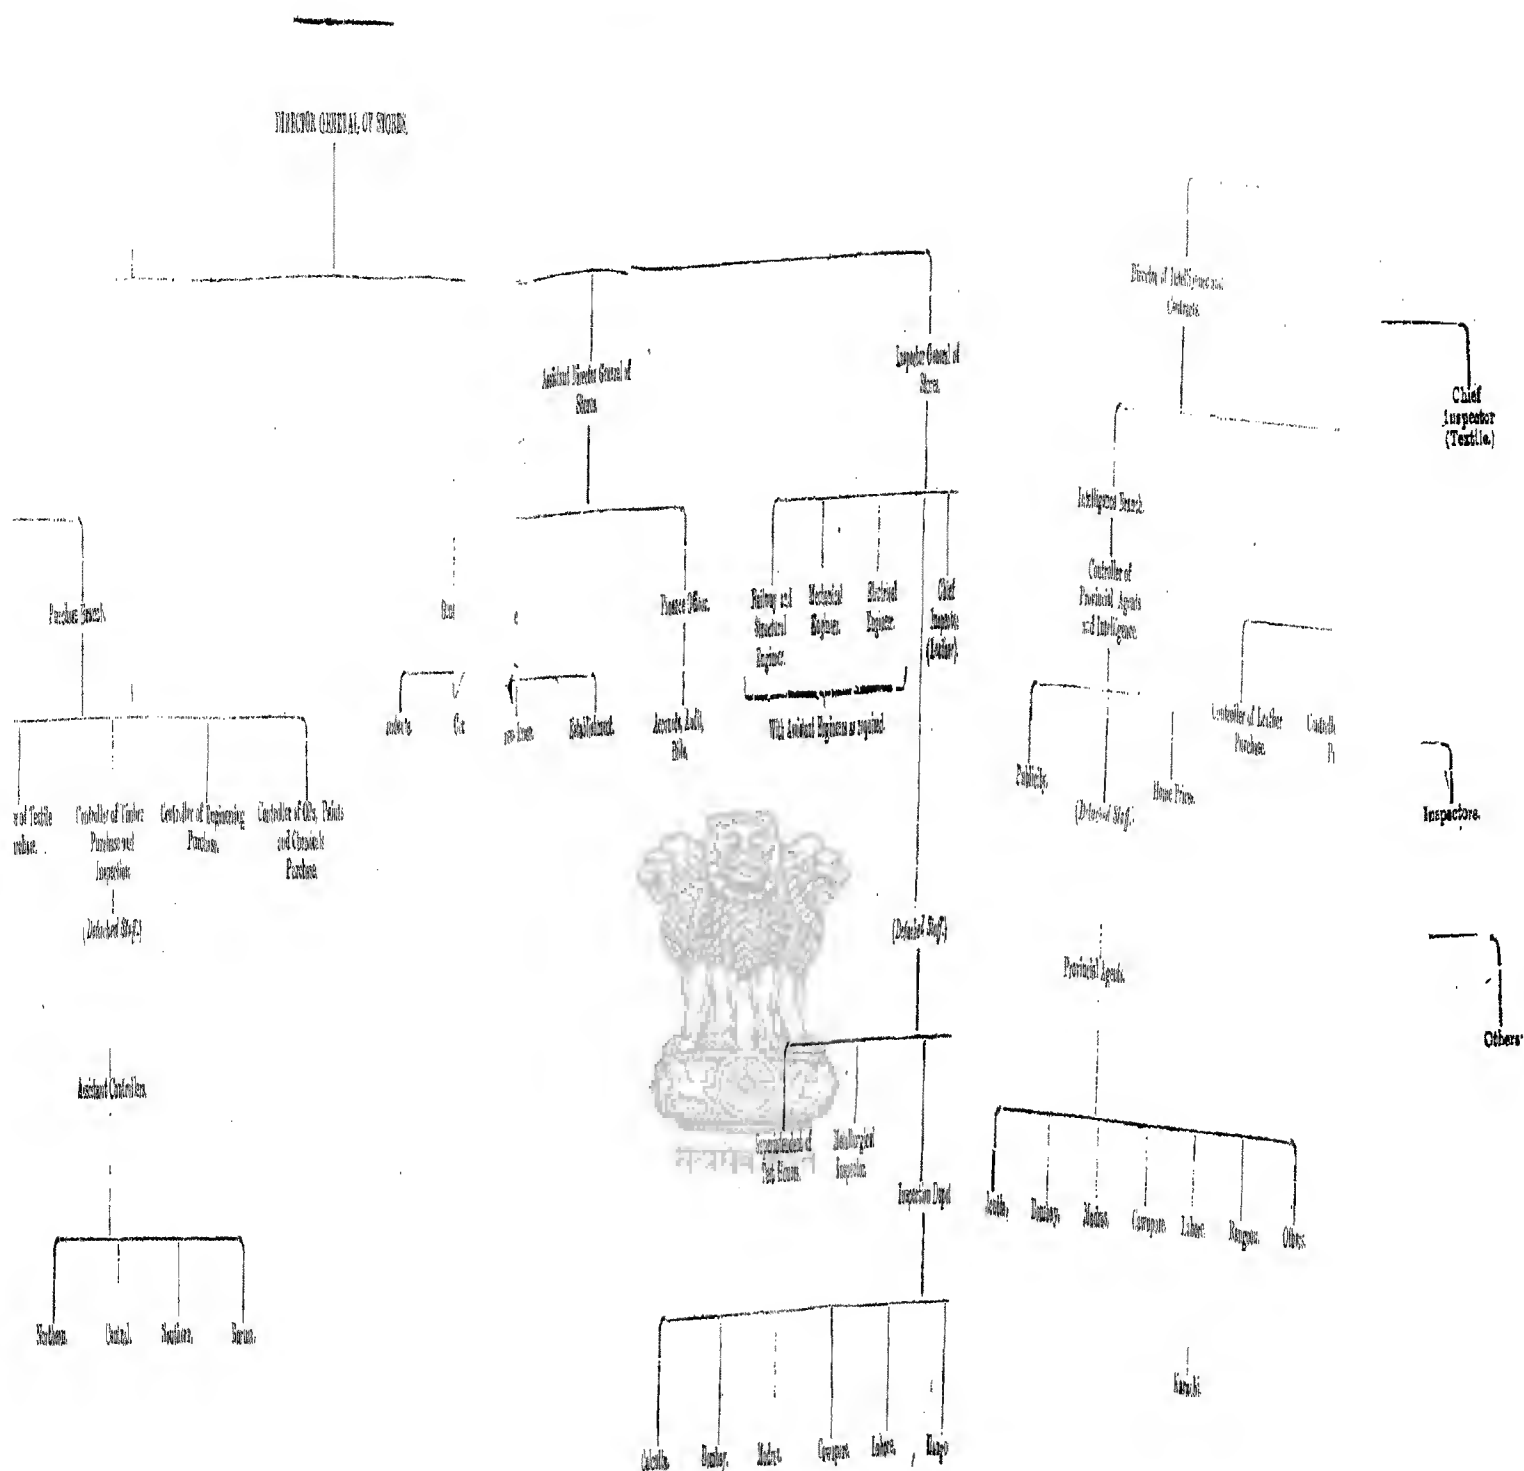 DIRECTOR GENERAL OF STORES.
Director of Intelligence and
Contracts.
Assistant Director General of
Stores.
Inspector General of
Stores.
Chief
Inspector
(Textile.)
Intelligence Branch.
Purchase Branch.
Finance Officer.
Railway and
Structural
Engineer.
Mechanical
Engineer.
Electrical
Engineer.
Chief
Inspector
(Leather).
Controller of
Provincial Agents
and Intelligence.
Establishment.
Accounts, Audit,
Bills.
With Assistant Engineers as required.
Controller of Leather
Purchase.
Publicity.
(Detached Staff.)
Home Prices.
Inspectors.
er of Textile
Controller of Timber
Purchase and
Inspection
Controller of Engineering
Purchase.
Controller of Oils, Paints
and Chemicals
Purchase
(Detached Staff.)
(Detached Staff.)
Provincial Agents.
Others
Assistant Controllers.
Superintendent of
Test House.
Metallurgical
Inspector
Inspection Depot
Bombay.
Madras.
Cawnpore
Lahore.
Rangoon.
Others
Northern.
Central.
Southern.
Burma.
Karachi.
Calcutta.
Bombay.
Madras.
Cawnpore.
Lahore.
Rango